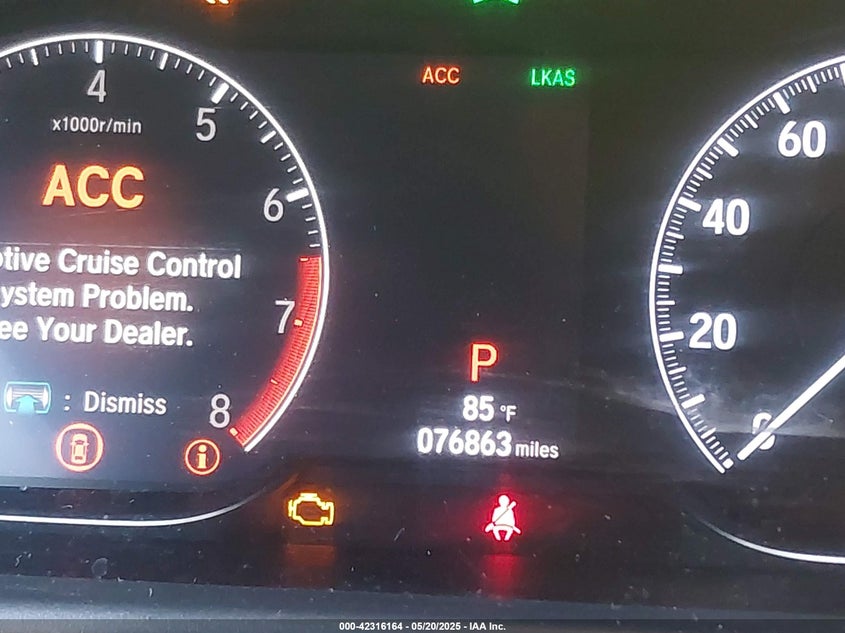 4
x1000r/min
5
6
7
8
ACC
tive Cruise Control
ystem Problem.
ee Your Dealer.
: Dismiss
i
ACC
LKAS
P
85 °F
076863 miles
60
40
20
0
000-42316164 - 05/20/2025 - IAA Inc.